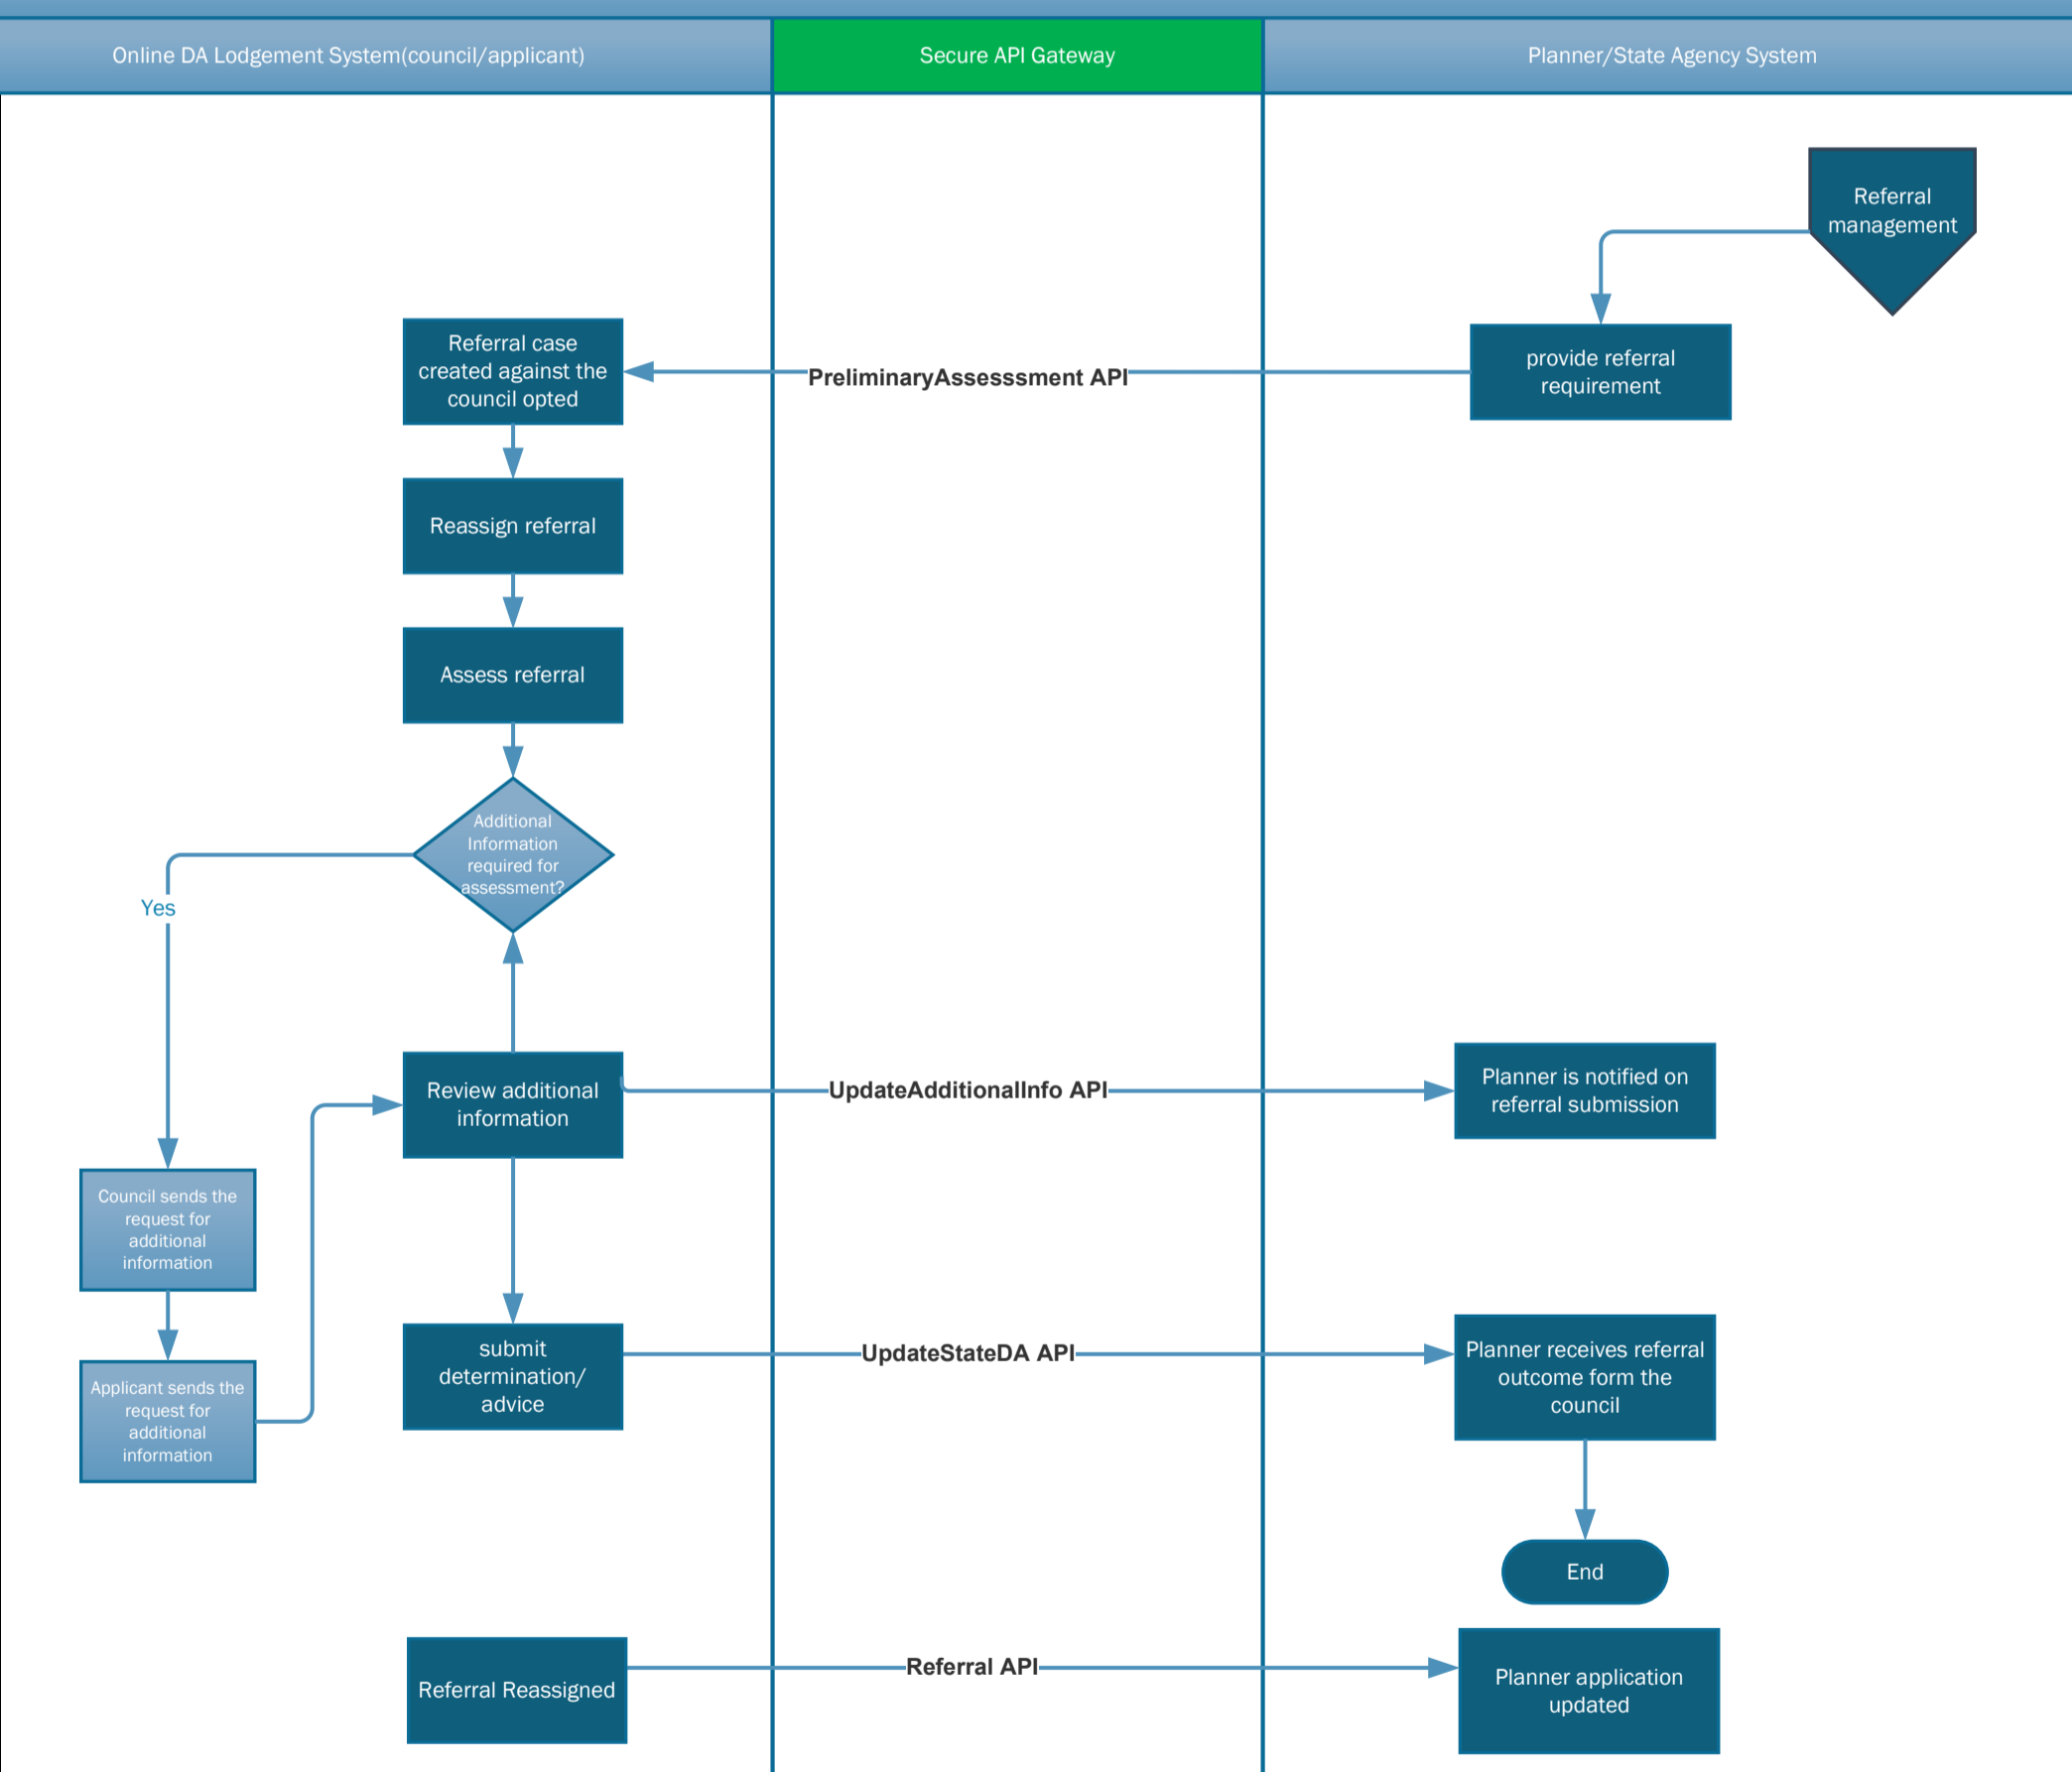 Online DA Lodgement System(council/applicant)
Secure API Gateway
Planner/State Agency System
Referral
management
provide referral
requirement
PreliminaryAssesssment API
Referral case
created against the
council opted
Reassign referral
Assess referral
Additional
Information
required for
assessment?
Yes
Review additional
information
UpdateAdditionalInfo API
Planner is notified on
referral submission
Council sends the
request for
additional
information
Applicant sends the
request for
additional
information
submit
determination/
advice
UpdateStateDA API
Planner receives referral
outcome form the
council
End
Referral Reassigned
Referral API
Planner application
updated